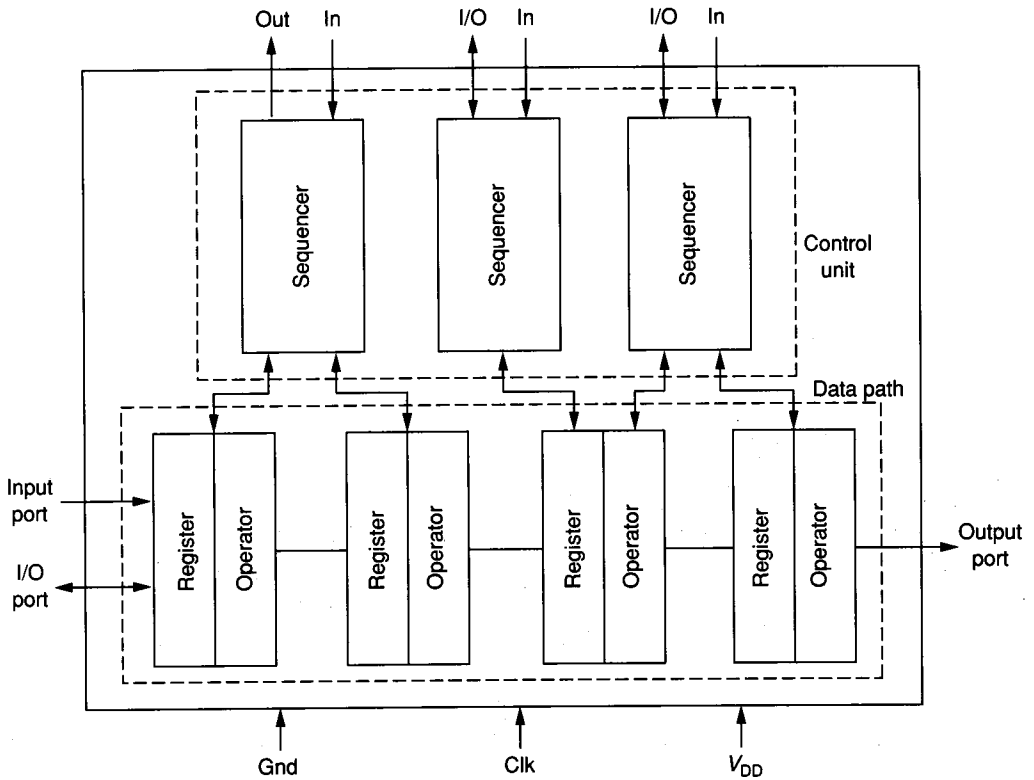 Out
In
I/O
In
I/O
In
Sequencer
Sequencer
Sequencer
Control
unit
Data path
Input
port
I/O
port
Register
Operator
Register
Operator
Register
Operator
Register
Operator
Output
port
Gnd
Clk
VDD